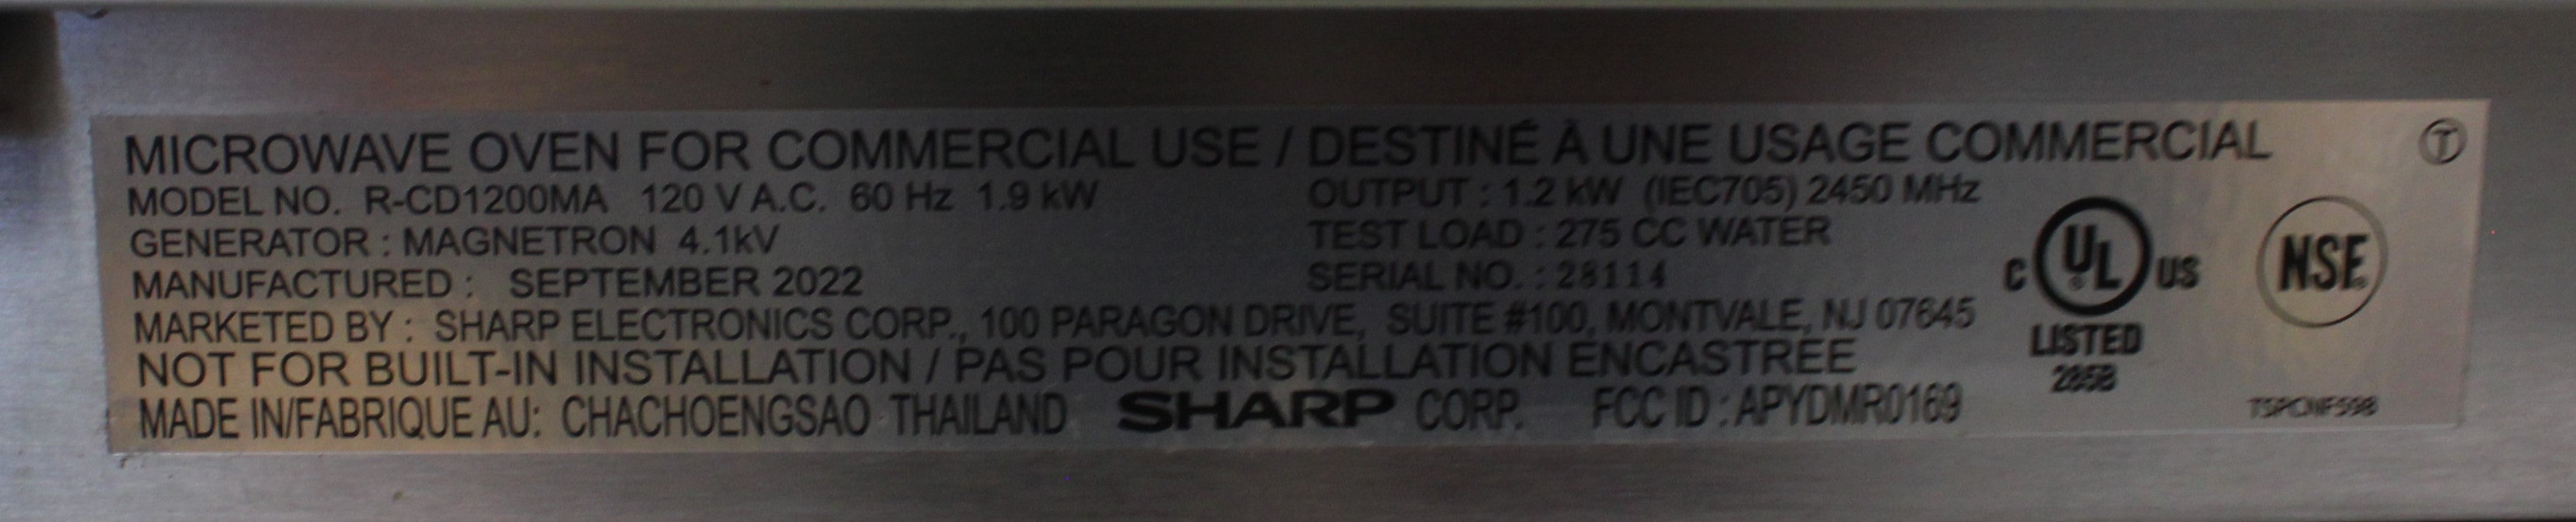 MICROWAVE OVEN FOR COMMERCIAL USE / DESTINÉ À UNE USAGE COMMERCIAL
T
MODEL NO. R-CD1200MA 120 V A.C. 60 Hz 1.9 kW
OUTPUT : 1.2 kW (IEC705) 2450 MHz
GENERATOR : MAGNETRON 4.1kV
TEST LOAD : 275 CC WATER
MANUFACTURED : SEPTEMBER 2022
SERIAL NO. : 28114
MARKETED BY : SHARP ELECTRONICS CORP., 100 PARAGON DRIVE, SUITE #100, MONTVALE, NJ 07645
NOT FOR BUILT-IN INSTALLATION / PAS POUR INSTALLATION ENCASTRÉE
MADE IN/FABRIQUE AU: CHACHOENGSAO THAILAND SHARP CORP. FCC ID : APYDMR0169
C UL ® US
LISTED
285B
NSF®